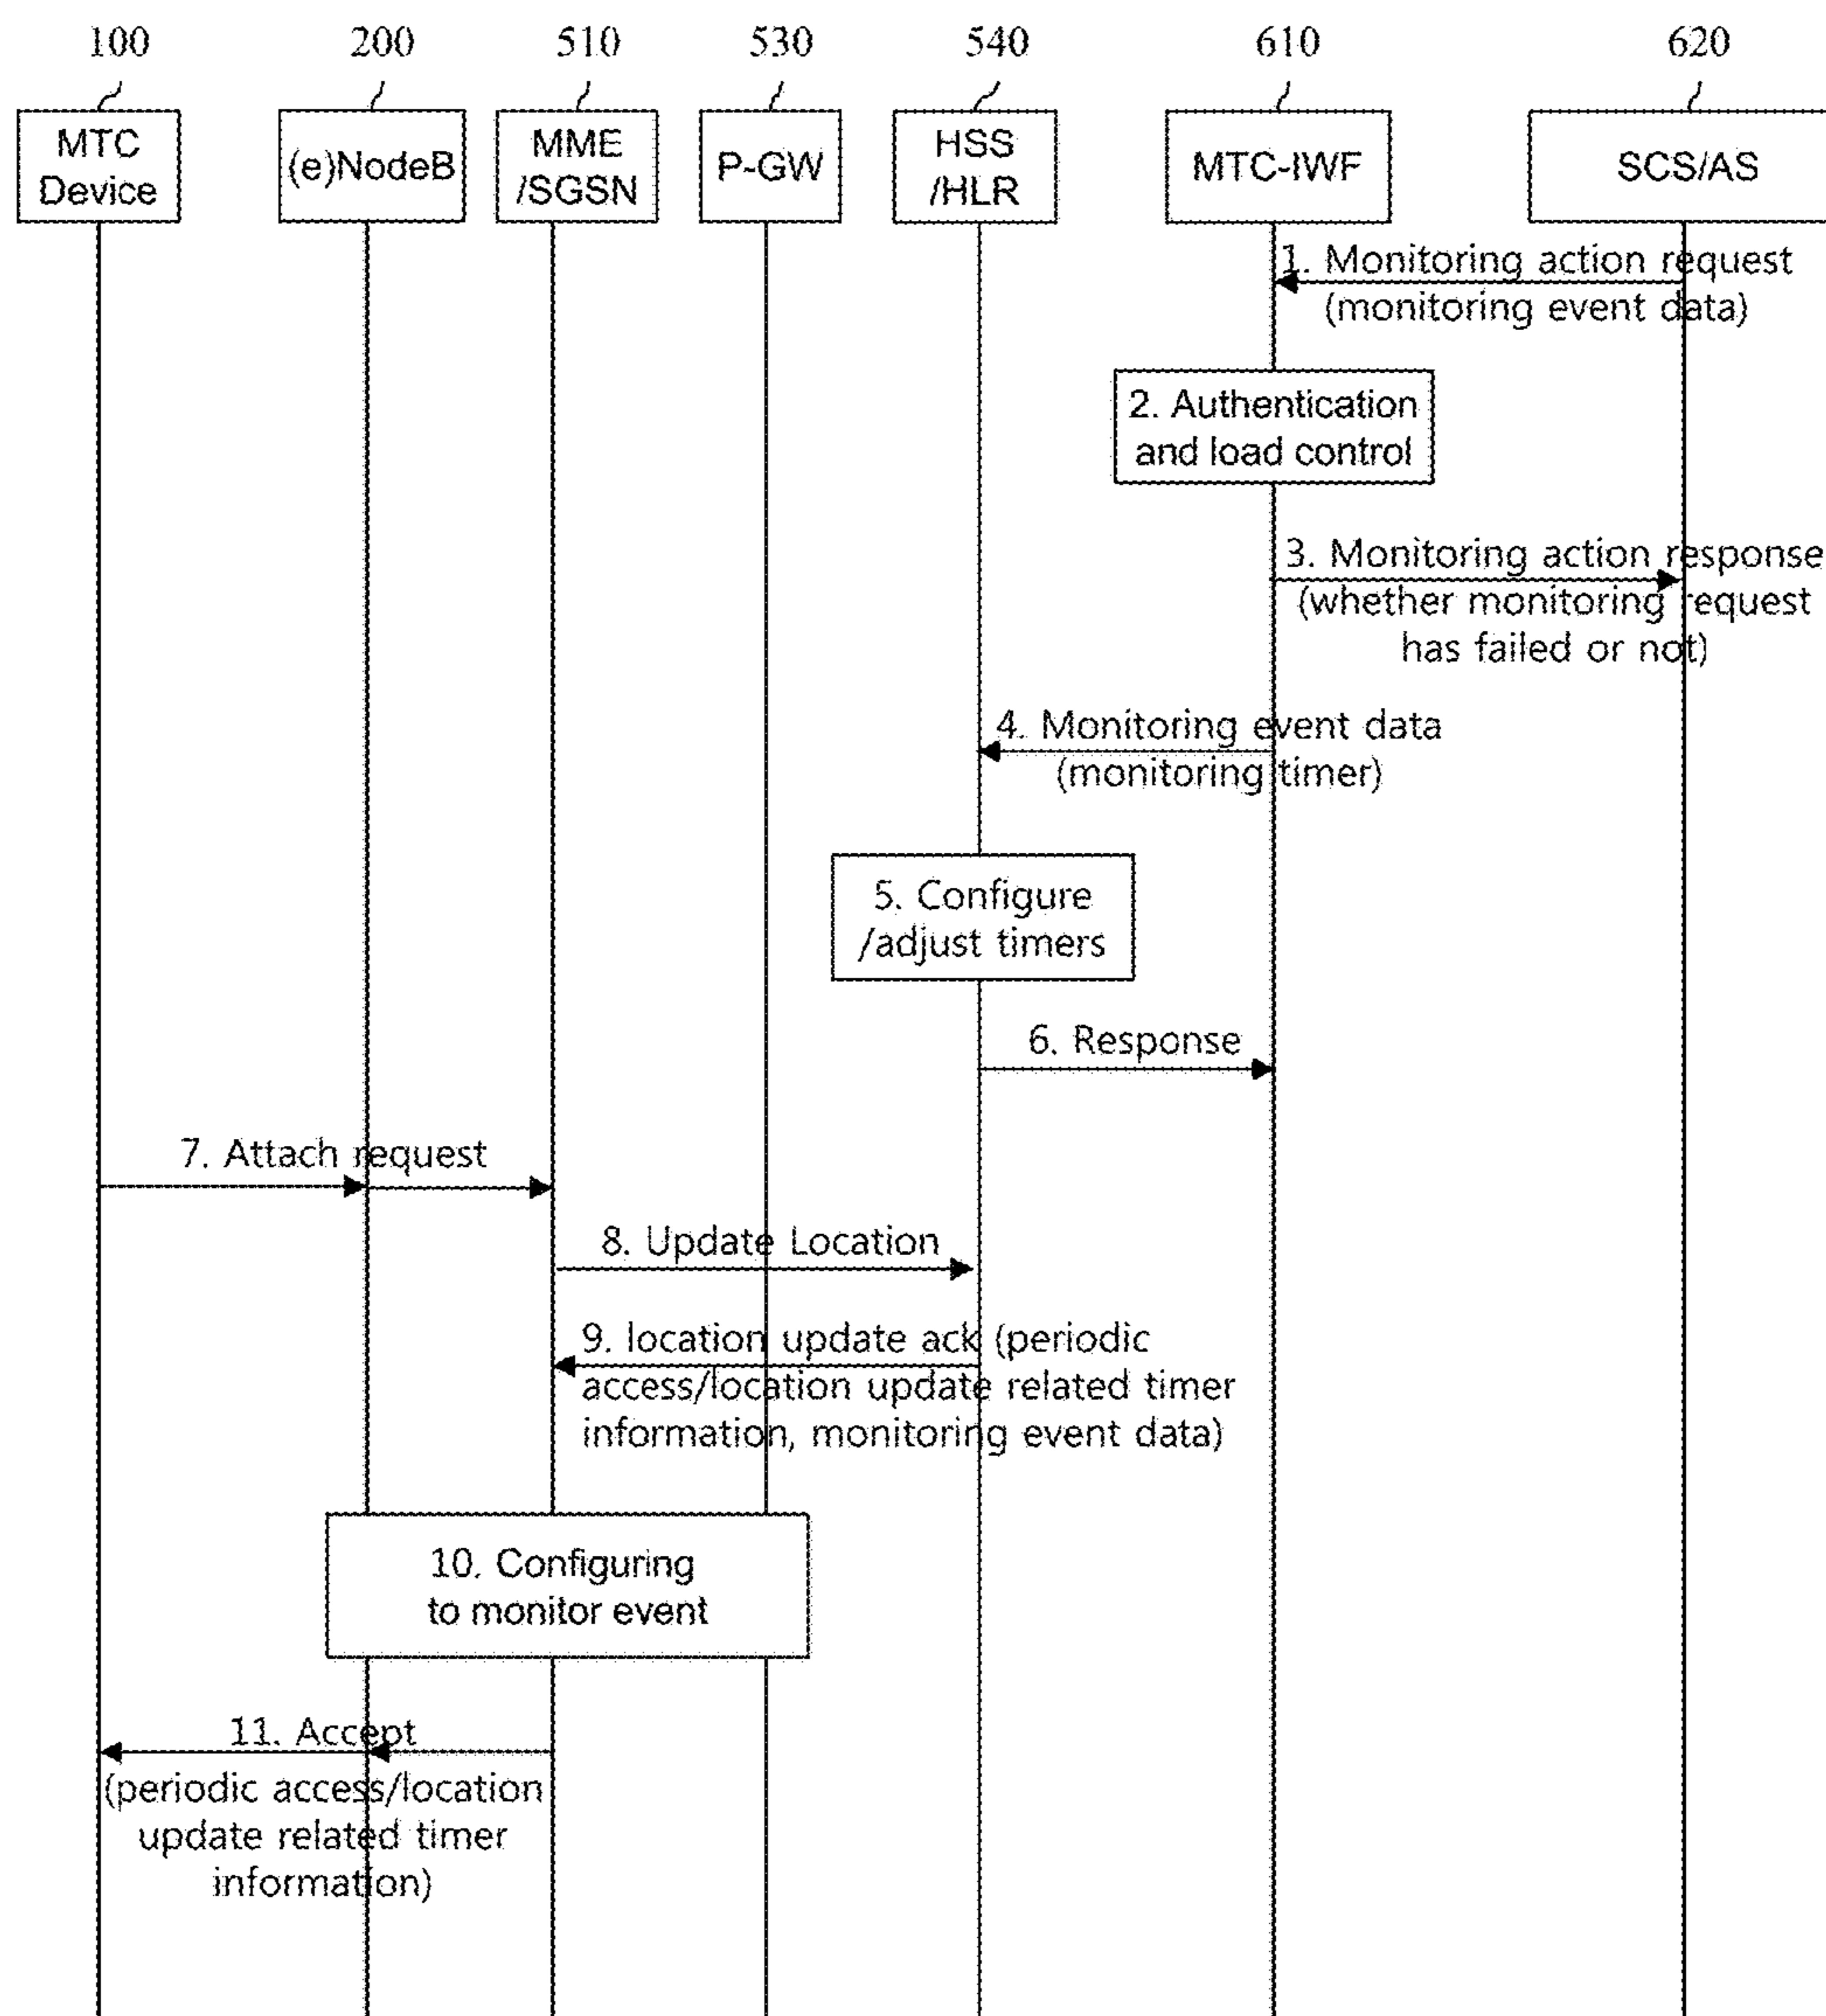 100
200
510
530
540
610
620
MTC
Device
(e)NodeB
MME
/SGSN
P-GW
HSS
/HLR
MTC-IWF
SCS/AS
1. Monitoring action request
(monitoring event data)
2. Authentication
and load control
3. Monitoring action response
(whether monitoring request
has failed or not)
4. Monitoring event data
(monitoring timer)
5. Configure
/adjust timers
6. Response
7. Attach request
8. Update Location
9. location update ack (periodic
access/location update related timer
information, monitoring event data)
10. Configuring
to monitor event
11. Accept
(periodic access/location
update related timer
information)